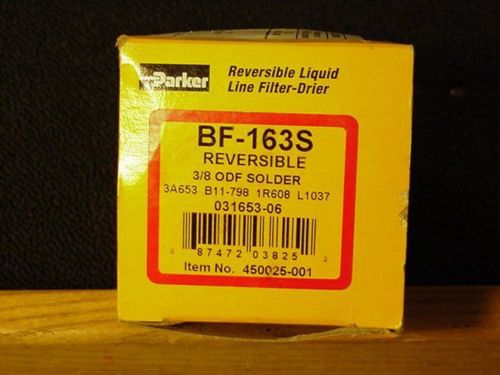 Parker
Reversible Liquid
Line Filter-Drier
BF-163S
REVERSIBLE
3/8 ODF SOLDER
3A653 B11-798 1R608 L1037
031653-06
6 87472 03825 2
Item No. 450025-001